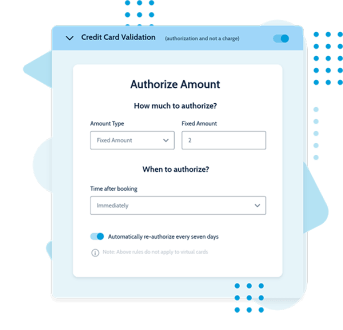 Credit Card Validation (authorization and not a charge)
Authorize Amount
How much to authorize?
Amount Type Fixed Amount
Fixed Amount 2
When to authorize?
Time after booking
Immediately
Automatically re-authorize every seven days
Note: Above rules do not apply to virtual cards